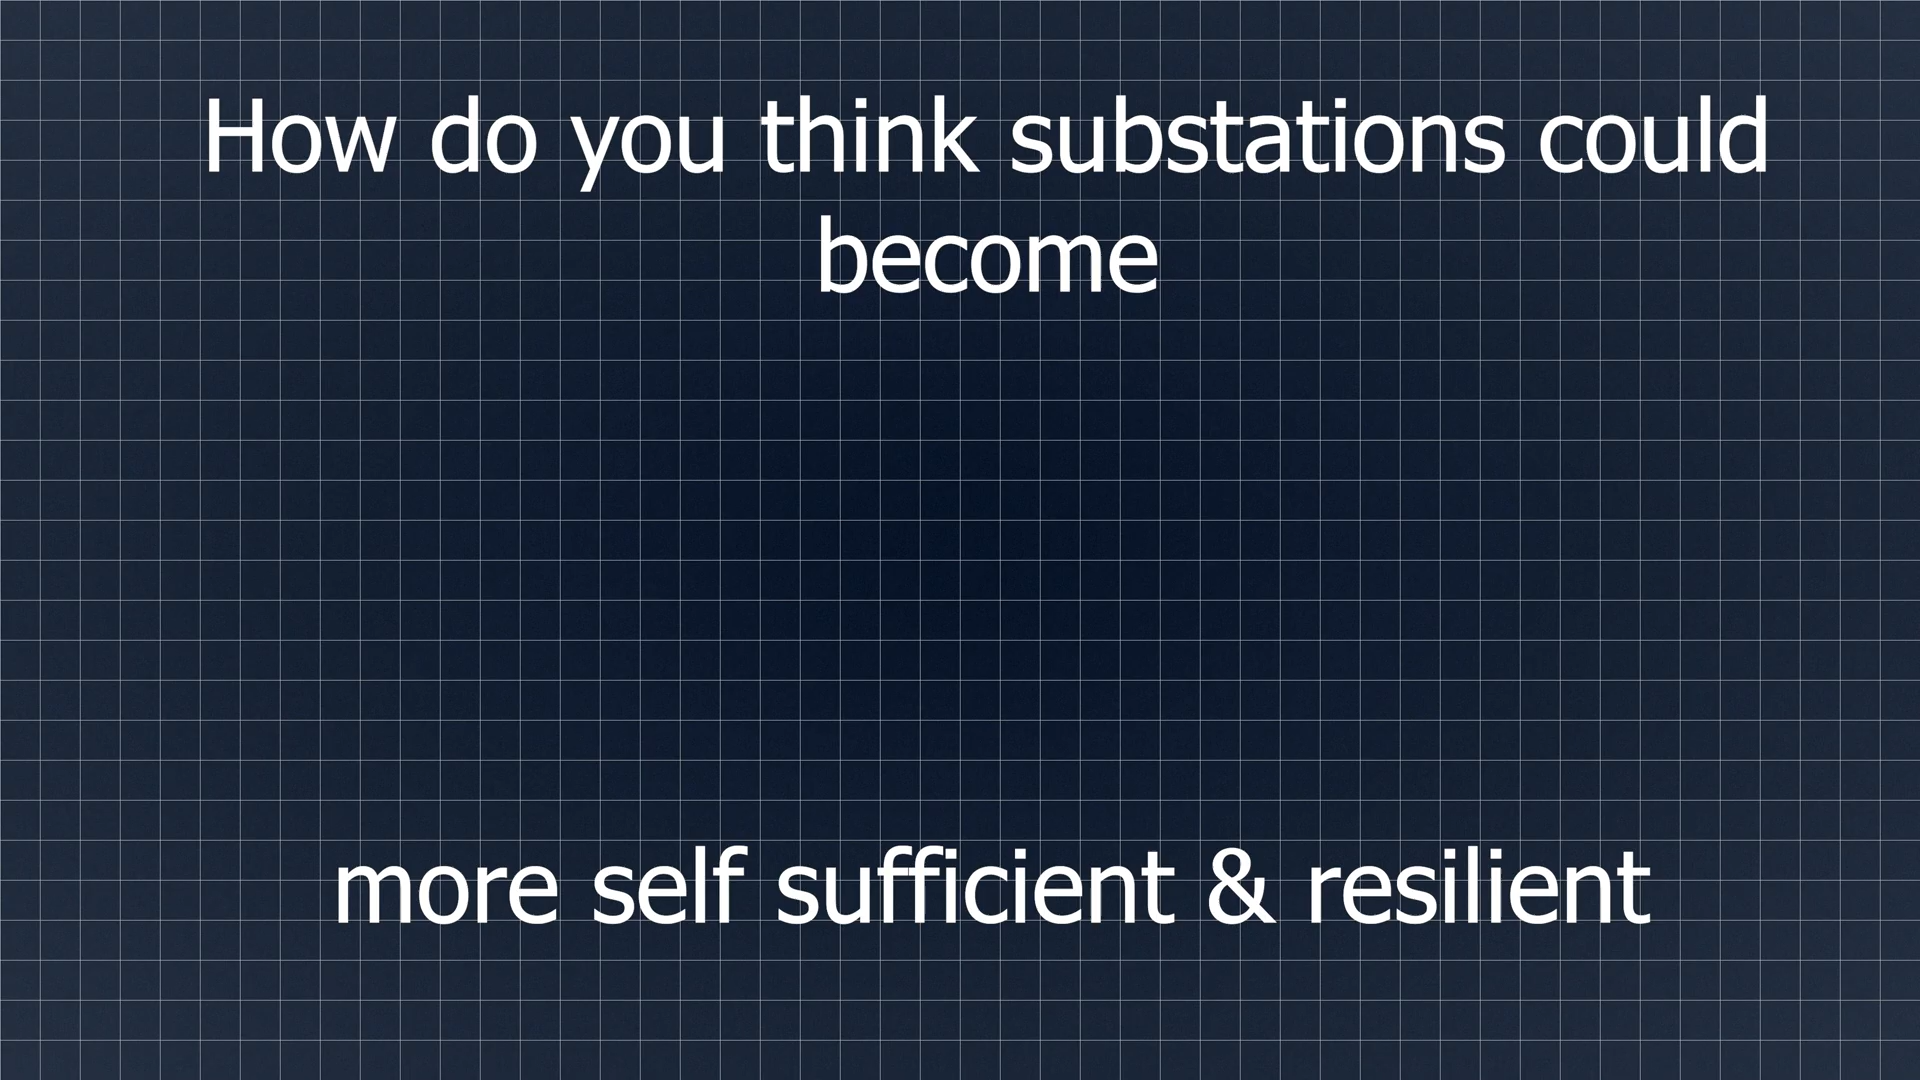 How do you think substations could
become
more self sufficient & resilient